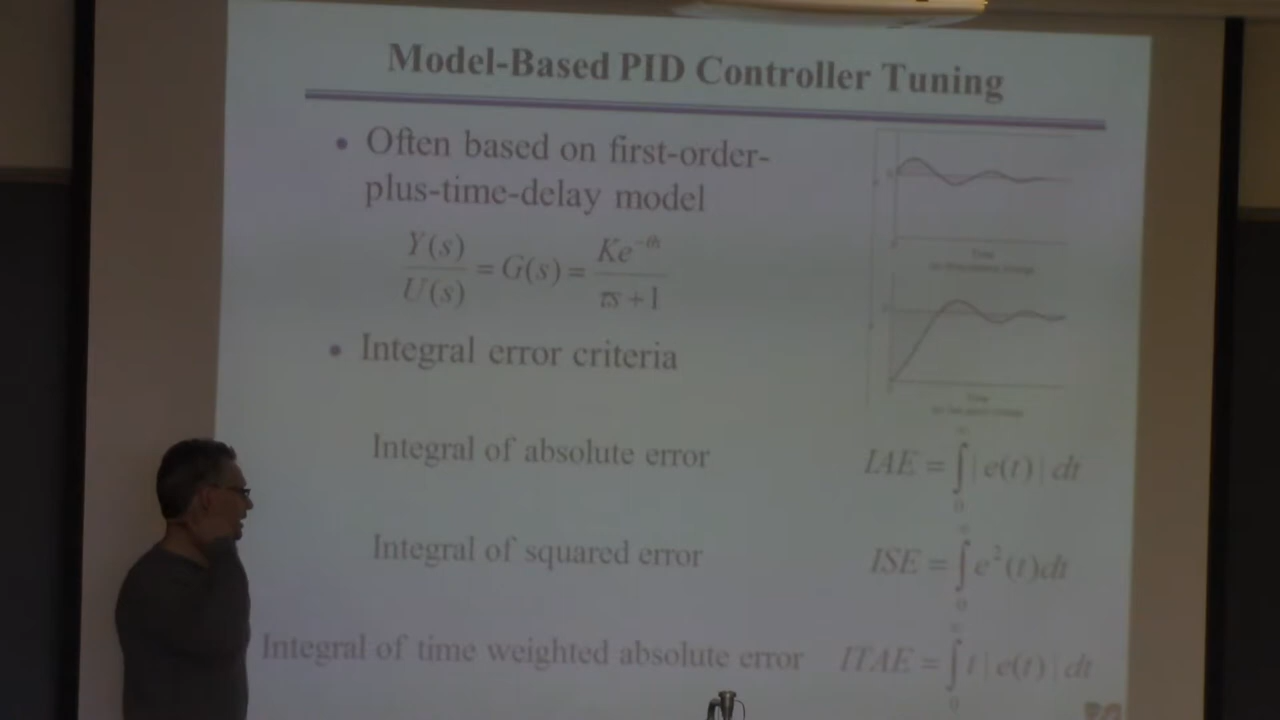 Model-Based PID Controller Tuning
• Often based on first-order-
plus-time-delay model
Y(s)/U(s) = G(s) = Ke^-θs/τs + 1
• Integral error criteria
Integral of absolute error IAE = ∫ | e(t) | dt
Integral of squared error ISE = ∫ e²(t)dt
Integral of time weighted absolute error ITAE = ∫ t | e(t) | dt